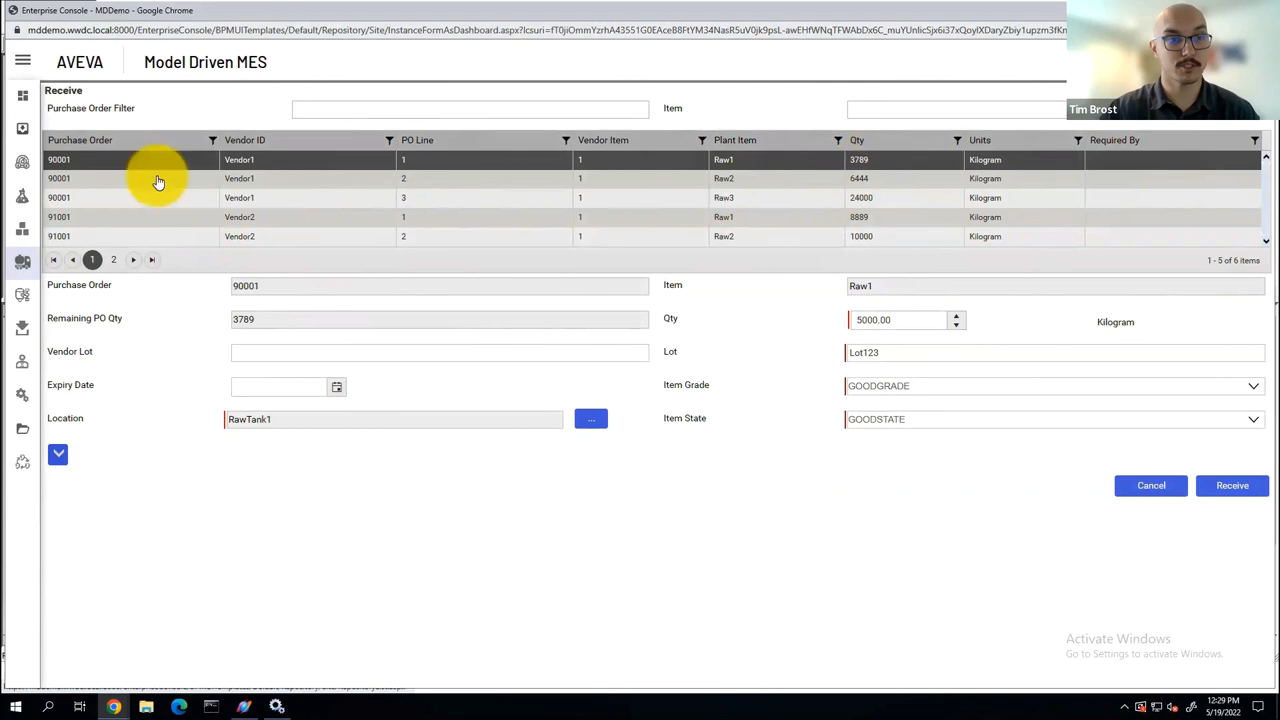 Enterprise Console - MDDemo - Google Chrome
AVEVA
Model Driven MES
Tim Brost
Receive
Purchase Order Filter
Item
Purchase Order Vendor ID PO Line Vendor Item Plant Item Qty Units Required By
90001 Vendor1 1 1 Raw1 3789 Kilogram
90001 Vendor1 2 1 Raw2 6444 Kilogram
90001 Vendor1 3 1 Raw3 24000 Kilogram
91001 Vendor2 1 1 Raw1 8889 Kilogram
91001 Vendor2 2 1 Raw2 10000 Kilogram
1 2 1 - 5 of 6 items
Purchase Order 90001 Item Raw1
Remaining PO Qty 3789 Qty 5000.00 Kilogram
Vendor Lot Lot Lot123
Expiry Date Item Grade GOODGRADE
Location RawTank1 ... Item State GOODSTATE
Cancel Receive
Activate Windows
Go to Settings to activate Windows.
12:29 PM
5/19/2022